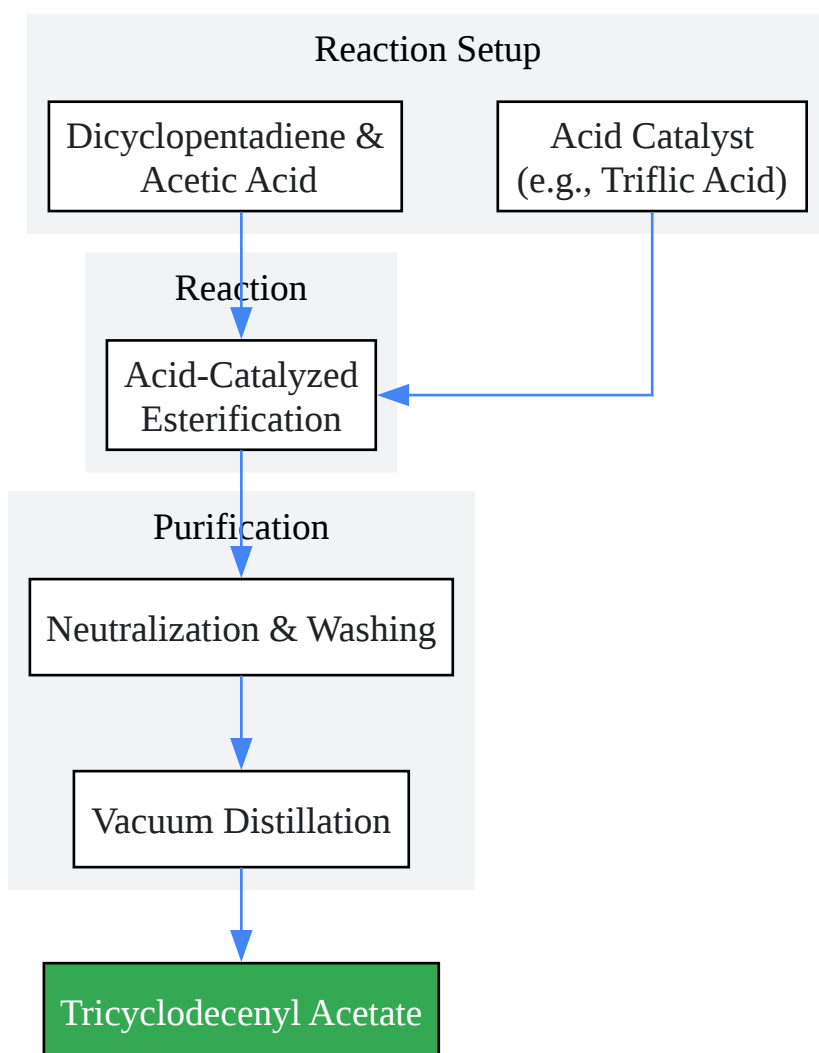 Reaction Setup
Dicyclopentadiene &
Acetic Acid
Acid Catalyst
(e.g., Triflic Acid)
Reaction
Acid-Catalyzed
Esterification
Purification
Neutralization & Washing
Vacuum Distillation
Tricyclodecenyl Acetate